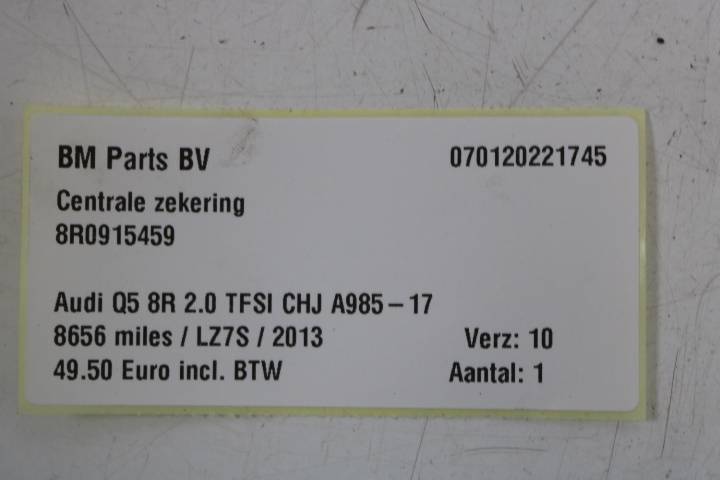 BM Parts BV 070120221745
Centrale zekering
8R0915459
Audi Q5 8R 2.0 TFSI CHJ A985-17
8656 miles / LZ7S / 2013 Verz: 10
49.50 Euro incl. BTW Aantal: 1